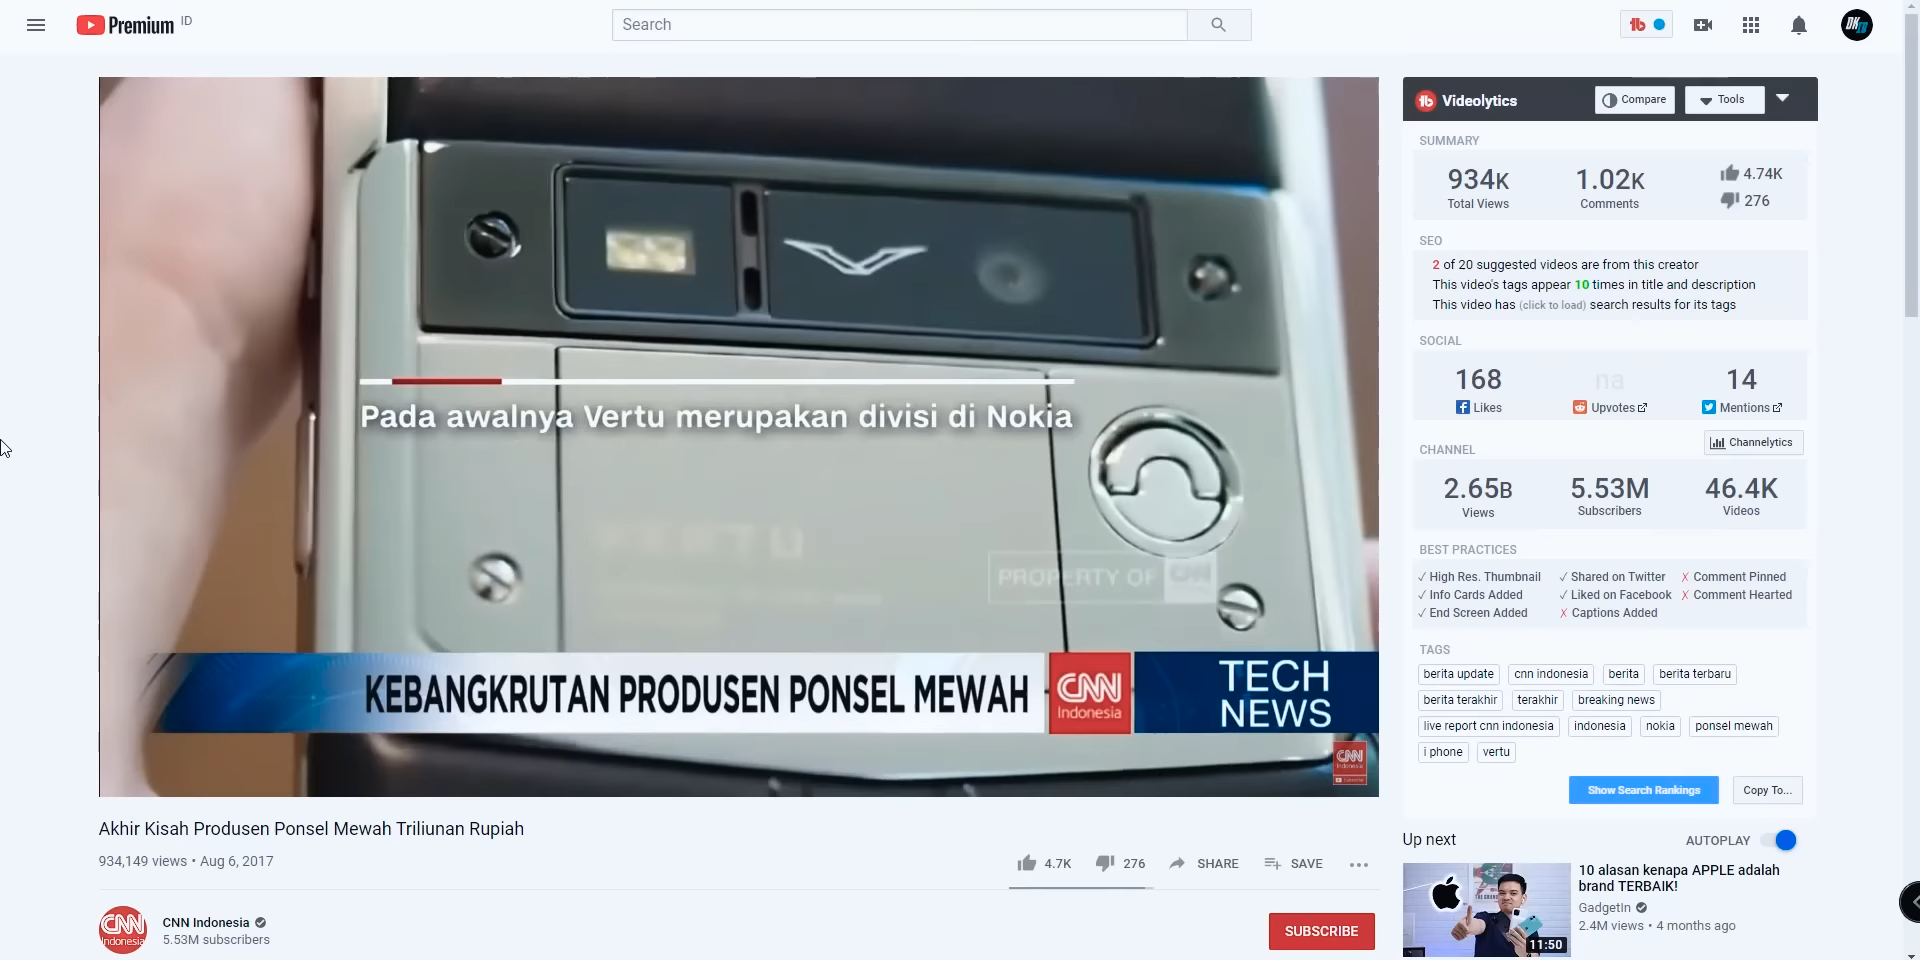 Premium ID
Search
Pada awalnya Vertu merupakan divisi di Nokia
PROPERTY OF CNN
KEBANGKRUTAN PRODUSEN PONSEL MEWAH
CNN Indonesia
TECH NEWS
CNN Indonesia
Akhir Kisah Produsen Ponsel Mewah Triliunan Rupiah
934,149 views • Aug 6, 2017
4.7K 276 SHARE SAVE
CNN Indonesia
CNN Indonesia
5.53M subscribers
SUBSCRIBE
Videolytics Compare Tools
SUMMARY
934K 1.02K 4.74K
Total Views Comments 276
SEO
2 of 20 suggested videos are from this creator
This video's tags appear 10 times in title and description
This video has (click to load) search results for its tags
SOCIAL
168 na 14
Likes Upvotes Mentions
CHANNEL Channelytics
2.65B 5.53M 46.4K
Views Subscribers Videos
BEST PRACTICES
✓ High Res. Thumbnail ✓ Shared on Twitter ✗ Comment Pinned
✓ Info Cards Added ✓ Liked on Facebook ✗ Comment Hearted
✓ End Screen Added ✗ Captions Added
TAGS
berita update cnn indonesia berita berita terbaru
berita terakhir terakhir breaking news
live report cnn indonesia indonesia nokia ponsel mewah
i phone vertu
Show Search Rankings Copy To...
Up next AUTOPLAY
10 alasan kenapa APPLE adalah
brand TERBAIK!
GadgetIn
2.4M views • 4 months ago
11:50